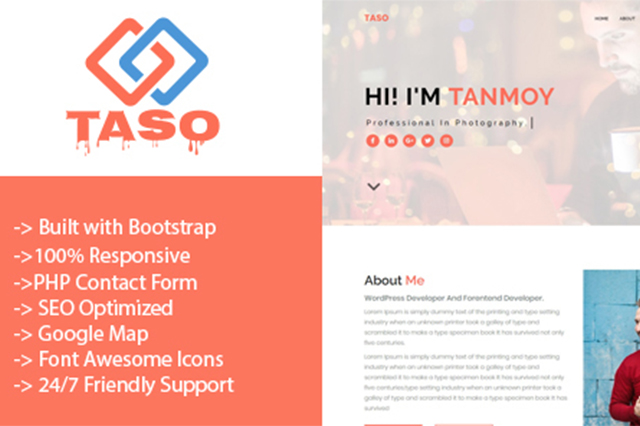 TASO
-> Built with Bootstrap
->100% Responsive
->PHP Contact Form
-> SEO Optimized
-> Google Map
-> Font Awesome Icons
-> 24/7 Friendly Support
TASO
HOME ABOUT
HI! I'M TANMOY
Professional In Photography.|
About Me
WordPress Developer And Forentend Developer.
Lorem Ipsum is simply dummy text of the printing and type setting
industry when an unknown printer took a galley of type and
scrambled it to make a type specimen book it has survived not only
five centuries.
Lorem Ipsum is simply dummy text of the printing and type setting
industry when an unknown printer took a galley of type and
scrambled it to make a type specimen book it has survived not only
five centuries/type setting industry when an unknown printer took a
galley of type and scrambled it to make a type specimen book it has
survived